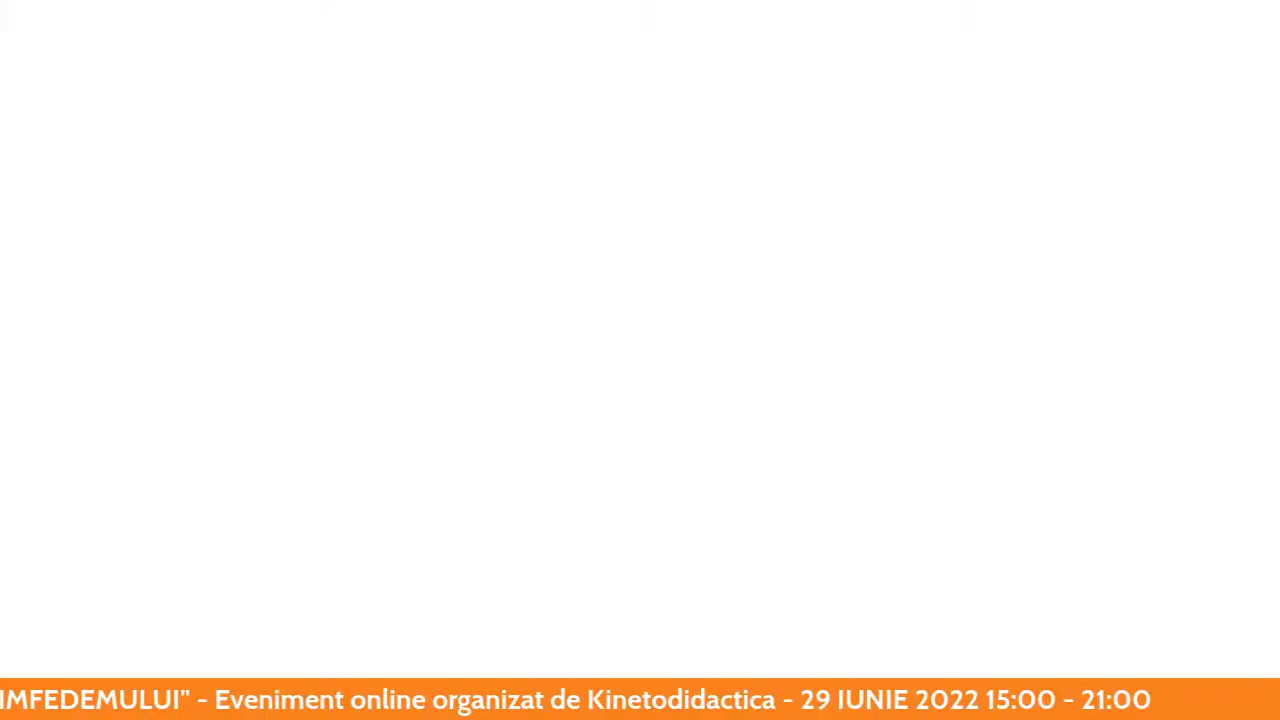 IMFEDEMULUI" - Eveniment online organizat de Kinetodidactica - 29 IUNIE 2022 15:00 - 21:00